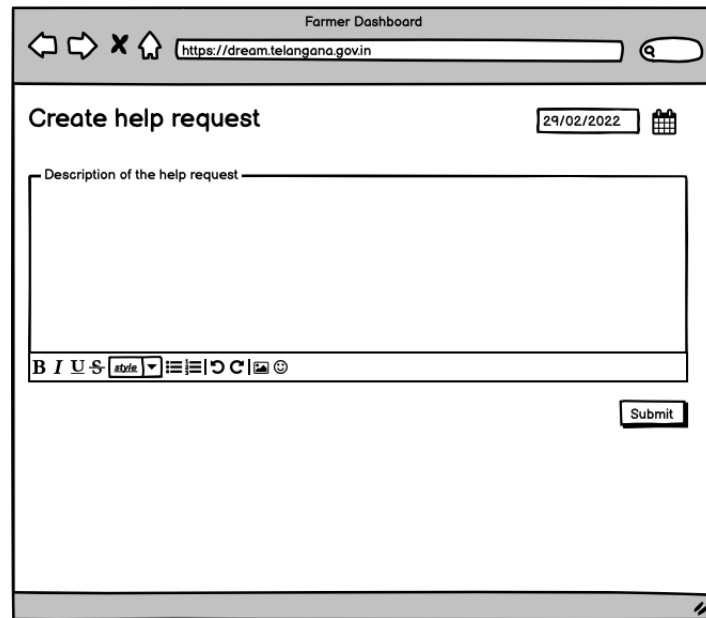 Farmer Dashboard
https://dream.telangana.gov.in
Create help request
29/02/2022
Description of the help request
B I U S style
Submit